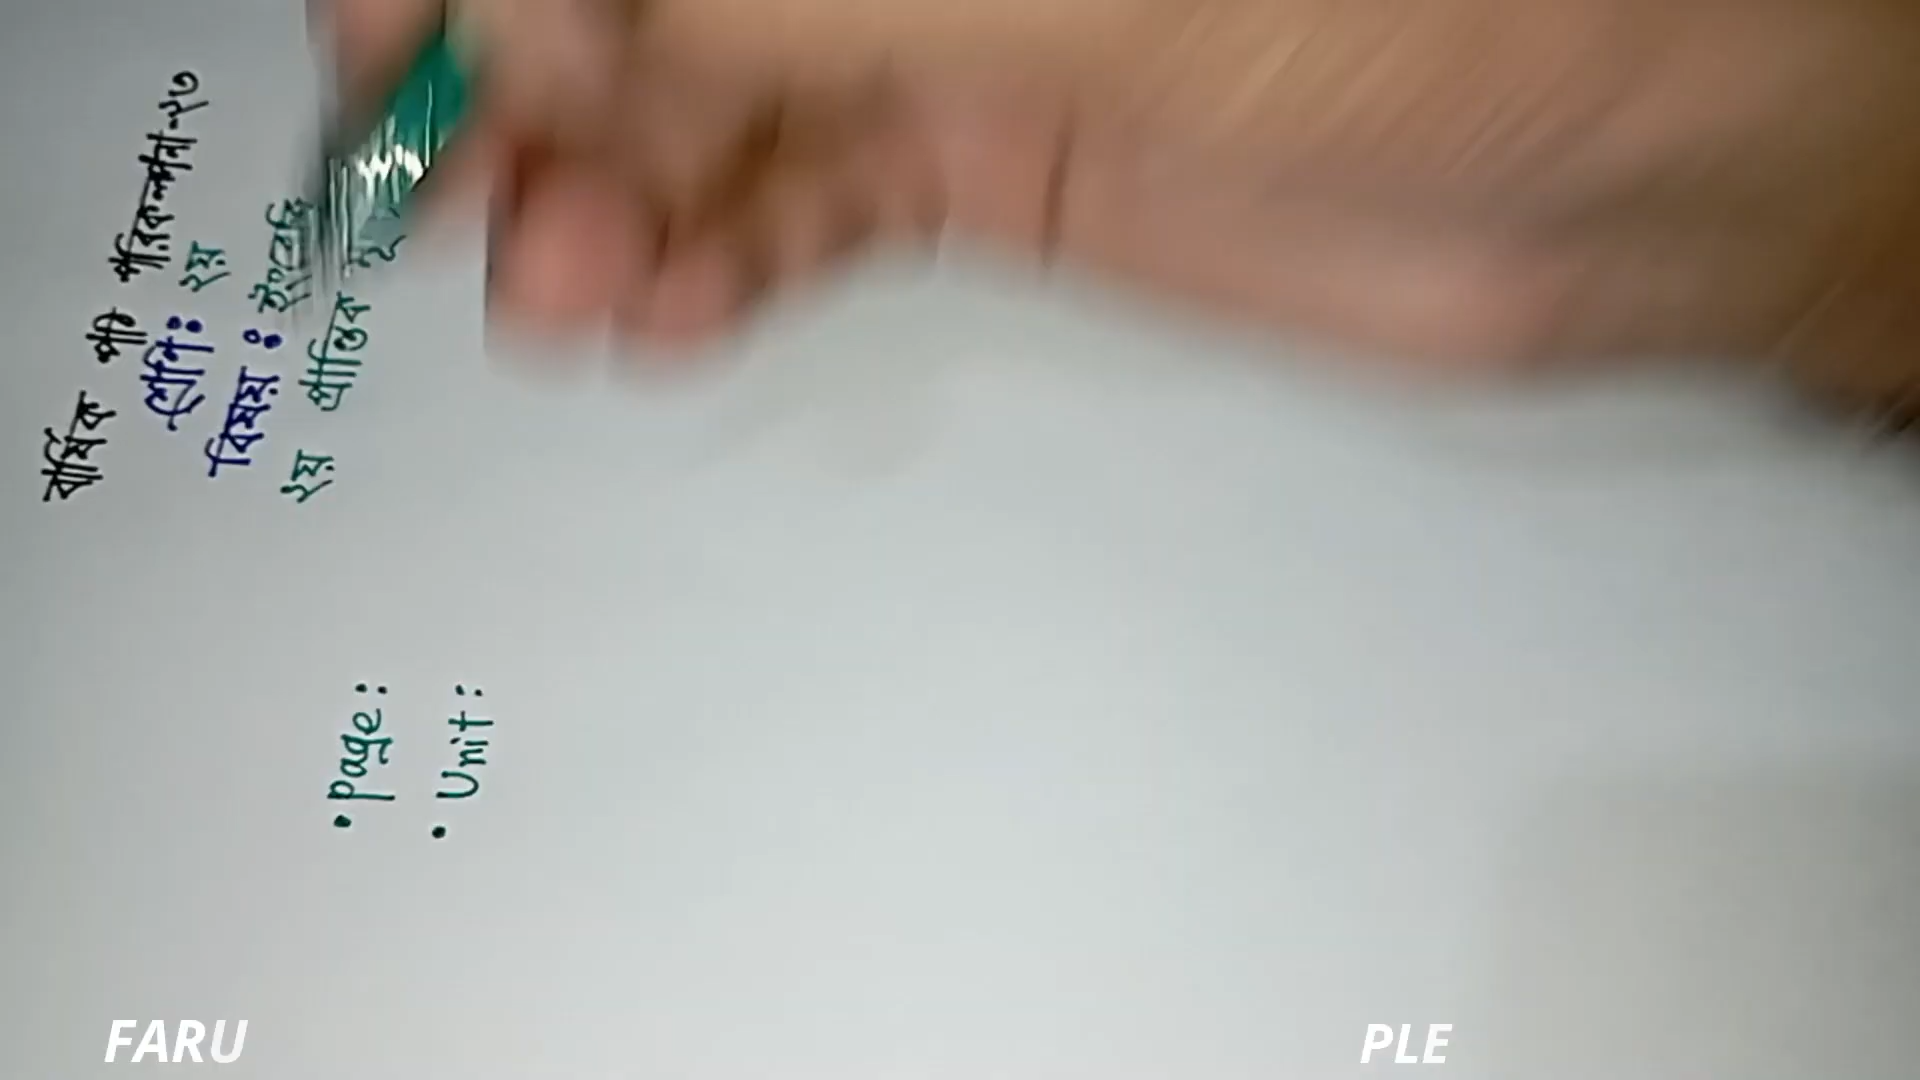 বার্ষিক পাঠ পরিকল্পনা-২৩
শ্রেণি: ২য়
বিষয়: ইংরেজি
২য় প্রান্তিক
• Page:
• Unit:
FARU
PLE